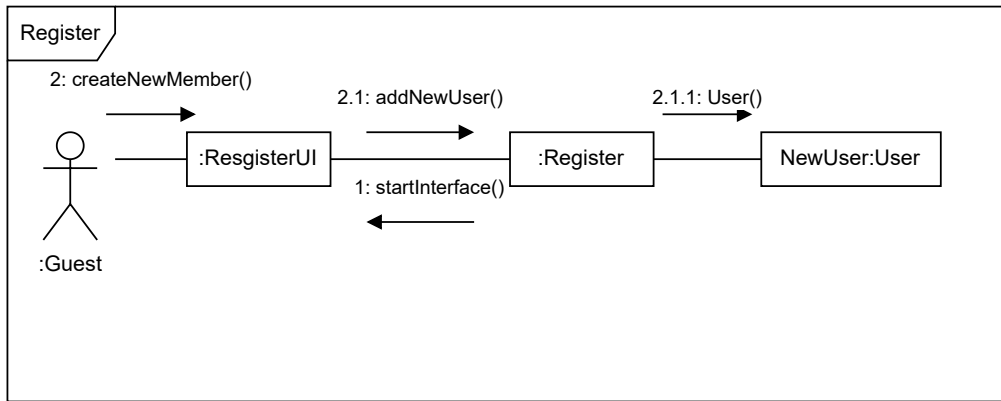 Register
2: createNewMember()
2.1: addNewUser()
2.1.1: User()
:ResgisterUI
:Register
NewUser:User
1: startInterface()
:Guest